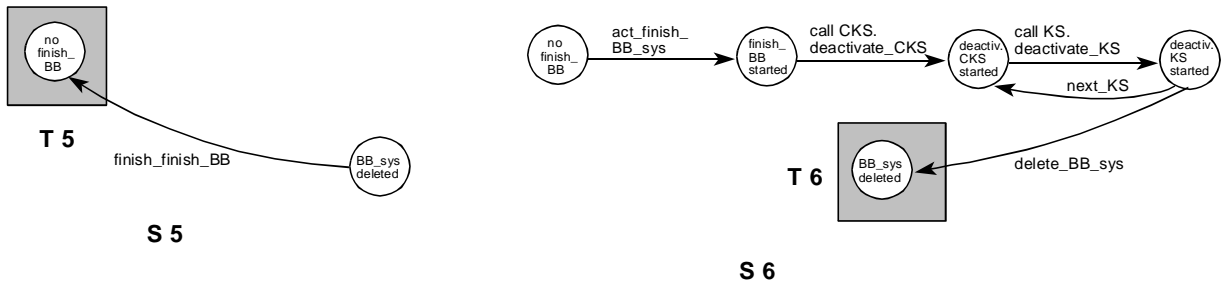 no
finish_
BB
T 5
finish_finish_BB
BB_sys
deleted
S 5
no
finish_
BB
act_finish_
BB_sys
finish_
BB
started
call CKS.
deactivate_CKS
deactiv.
CKS
started
call KS.
deactivate_KS
deactiv.
KS
started
next_KS
T 6
BB_sys
deleted
delete_BB_sys
S 6